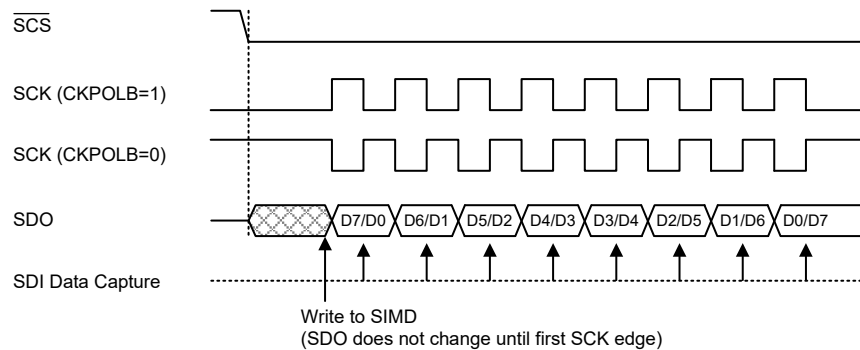 SCS
SCK (CKPOLB=1)
SCK (CKPOLB=0)
SDO D7/D0 D6/D1 D5/D2 D4/D3 D3/D4 D2/D5 D1/D6 D0/D7
SDI Data Capture
Write to SIMD
(SDO does not change until first SCK edge)